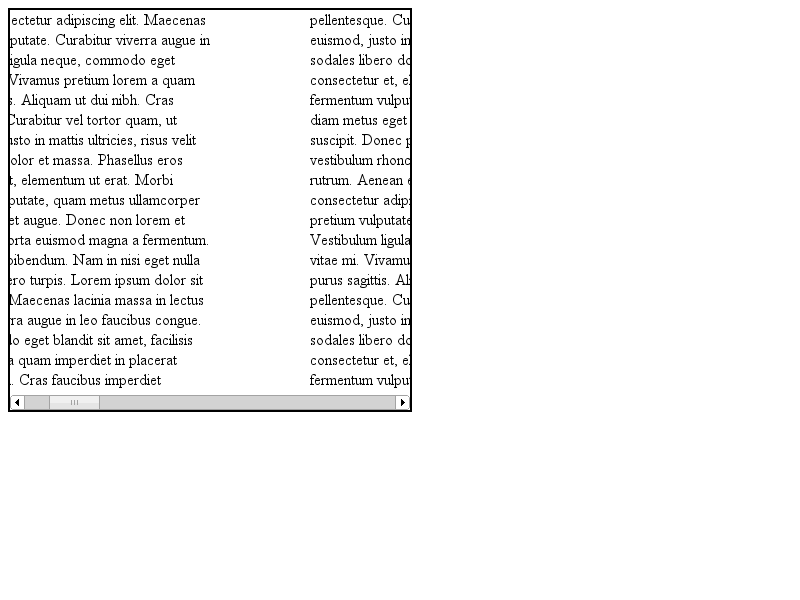 ectetur adipiscing elit. Maecenas
putate. Curabitur viverra augue in
igula neque, commodo eget
Vivamus pretium lorem a quam
s. Aliquam ut dui nibh. Cras
Curabitur vel tortor quam, ut
usto in mattis ultricies, risus velit
olor et massa. Phasellus eros
t, elementum ut erat. Morbi
putate, quam metus ullamcorper
et augue. Donec non lorem et
orta euismod magna a fermentum.
bibendum. Nam in nisi eget nulla
ero turpis. Lorem ipsum dolor sit
Maecenas lacinia massa in lectus
ra augue in leo faucibus congue.
lo eget blandit sit amet, facilisis
a quam imperdiet in placerat
. Cras faucibus imperdiet
pellentesque. Cu
euismod, justo in
sodales libero do
consectetur et, el
fermentum vulpu
diam metus eget
suscipit. Donec p
vestibulum rhonc
rutrum. Aenean e
consectetur adipi
pretium vulputate
Vestibulum ligula
vitae mi. Vivamu
purus sagittis. Al
pellentesque. Cu
euismod, justo in
sodales libero do
consectetur et, el
fermentum vulpu